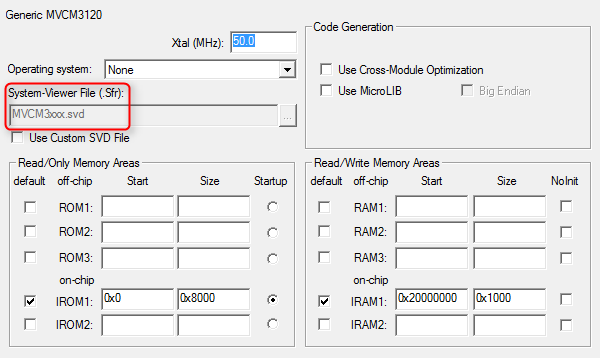 Generic MVCM3120
Xtal (MHz): 50.0
Operating system: None
System-Viewer File (.Sfr):
MVCM3xxx.svd ...
Use Custom SVD File
Code Generation
Use Cross-Module Optimization
Use MicroLIB Big Endian
Read/Only Memory Areas
default off-chip Start Size Startup
ROM1:
ROM2:
ROM3:
on-chip
IROM1: 0x0 0x8000
IROM2:
Read/Write Memory Areas
default off-chip Start Size NoInit
RAM1:
RAM2:
RAM3:
on-chip
IRAM1: 0x20000000 0x1000
IRAM2: